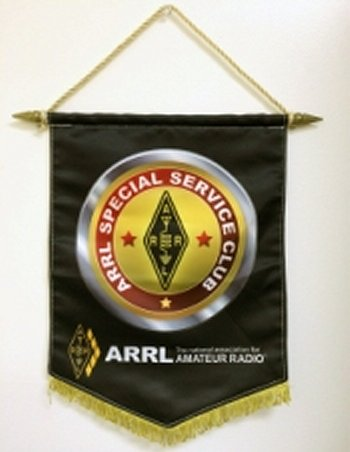 ARRL SPECIAL SERVICE CLUB
A
R R
L
ARRL The national association for
AMATEUR RADIO®